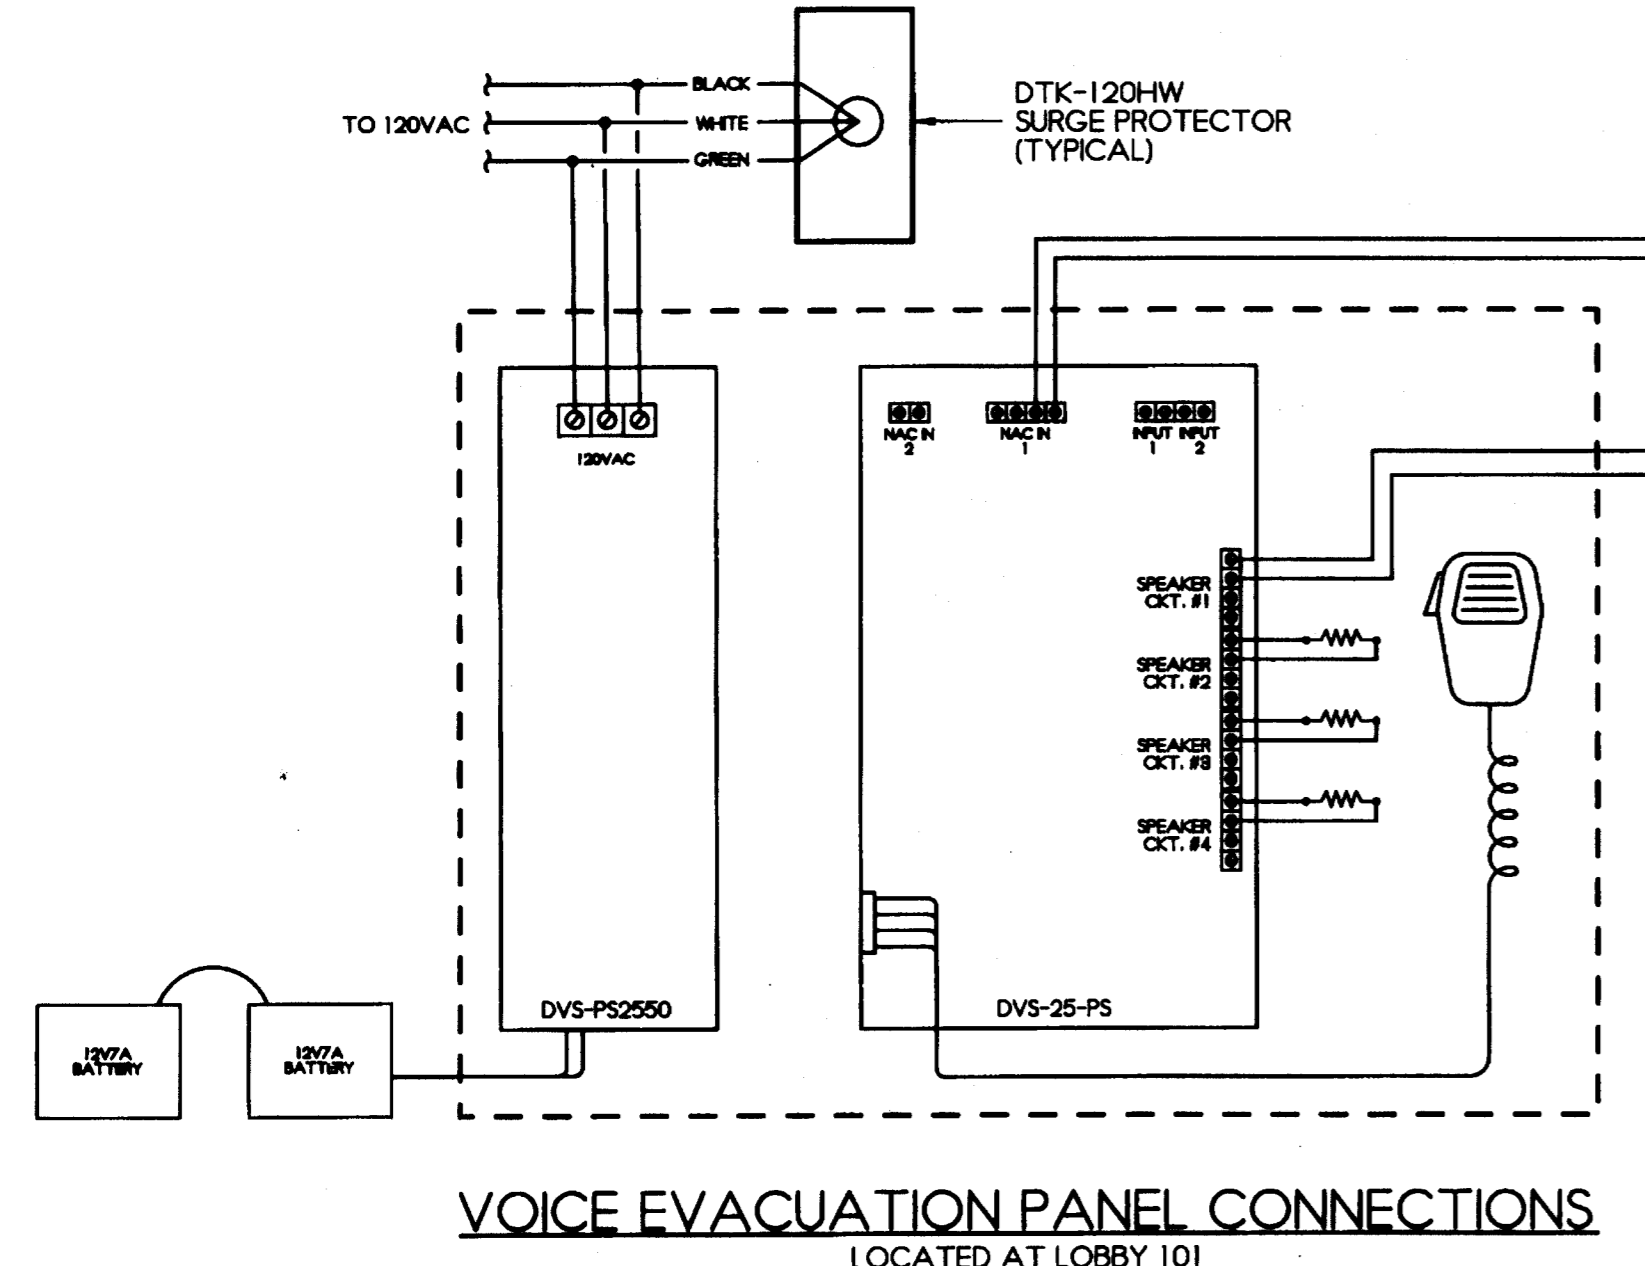 BLACK
TO 120VAC
WHITE
GREEN
DTK-120HW
SURGE PROTECTOR
(TYPICAL)
120VAC
NAC IN
2
NAC IN
1
INPUT INPUT
1 2
SPEAKER
CKT. #1
SPEAKER
CKT. #2
SPEAKER
CKT. #3
SPEAKER
CKT. #4
DVS-PS2550
DVS-25-PS
12V7A
BATTERY
12V7A
BATTERY
VOICE EVACUATION PANEL CONNECTIONS
LOCATED AT LOBBY 101